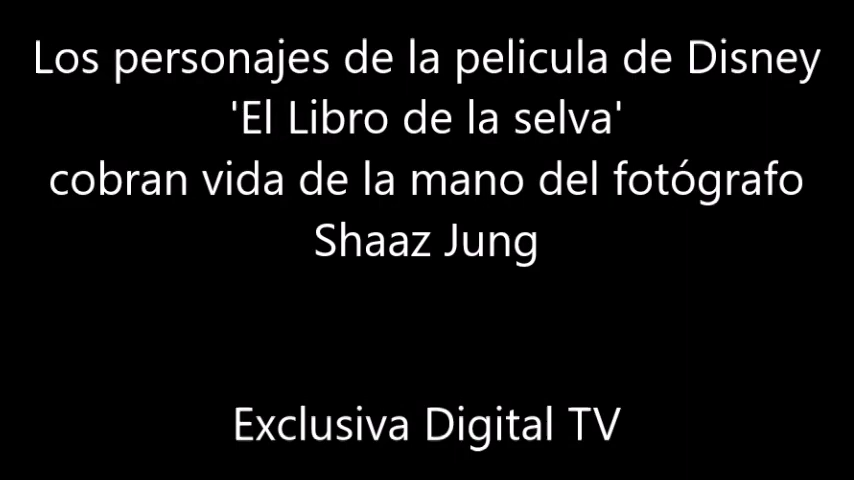 Los personajes de la pelicula de Disney
'El Libro de la selva'
cobran vida de la mano del fotógrafo
Shaaz Jung
Exclusiva Digital TV